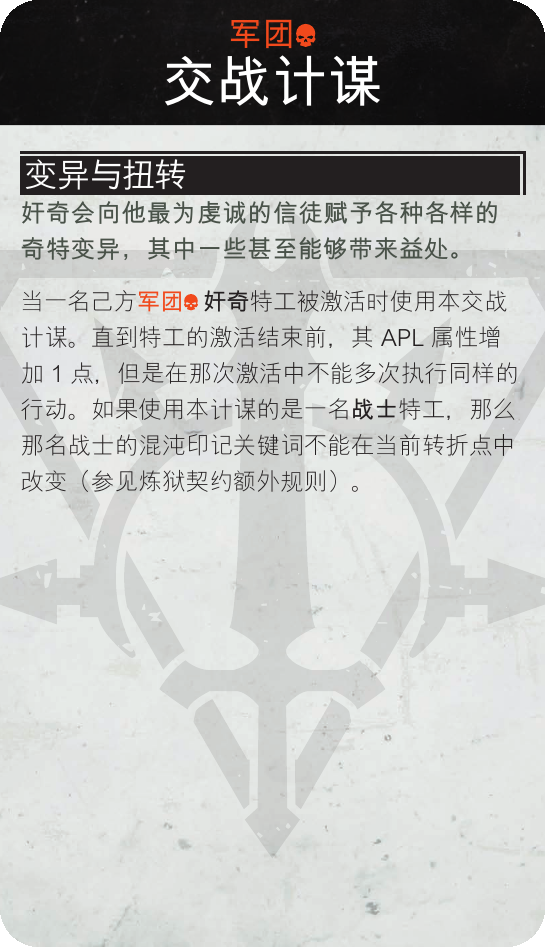 军团
交战计谋
变异与扭转
奸奇会向他最为虔诚的信徒赋予各种各样的
奇特变异，其中一些甚至能够带来益处。
当一名己方军团 奸奇特工被激活时使用本交战
计谋。直到特工的激活结束前，其 APL 属性增
加 1 点，但是在那次激活中不能多次执行同样的
行动。如果使用本计谋的是一名战士特工，那么
那名战士的混沌印记关键词不能在当前转折点中
改变（参见炼狱契约额外规则）。